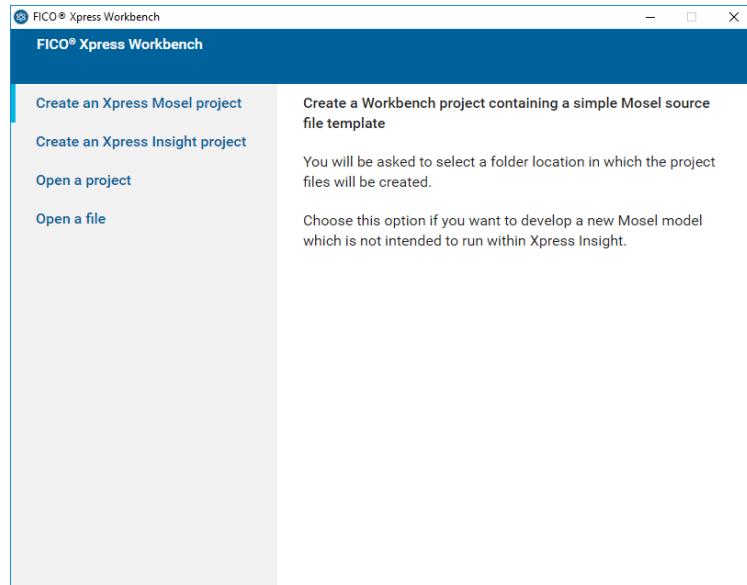 FICO® Xpress Workbench
FICO® Xpress Workbench
Create an Xpress Mosel project
Create an Xpress Insight project
Open a project
Open a file
Create a Workbench project containing a simple Mosel source
file template
You will be asked to select a folder location in which the project
files will be created.
Choose this option if you want to develop a new Mosel model
which is not intended to run within Xpress Insight.